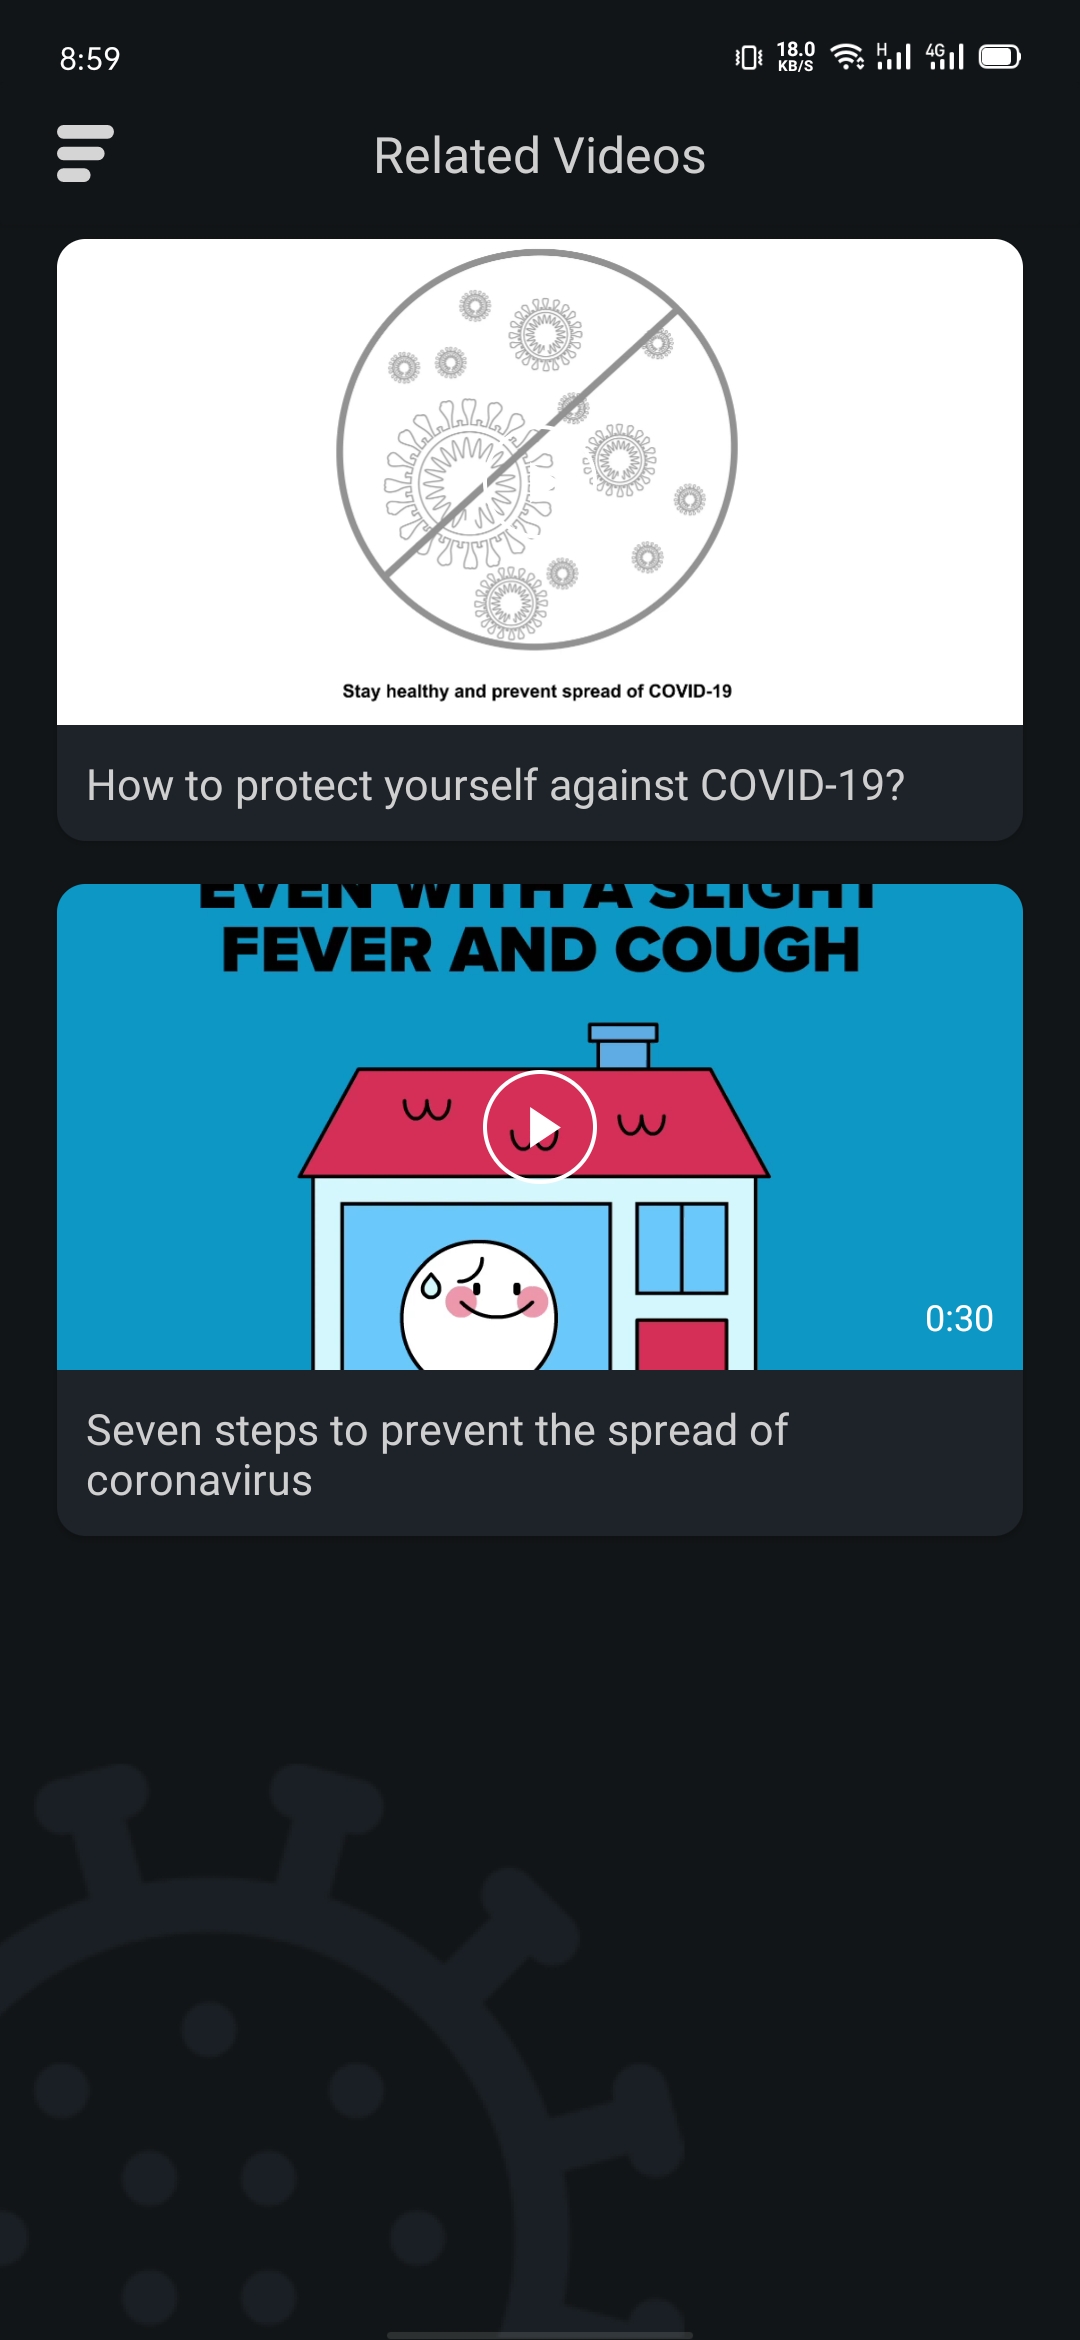 8:59
18.0
KB/S
H
4G
Related Videos
Stay healthy and prevent spread of COVID-19
How to protect yourself against COVID-19?
EVEN WITH A SLIGHT
FEVER AND COUGH
0:30
Seven steps to prevent the spread of
coronavirus